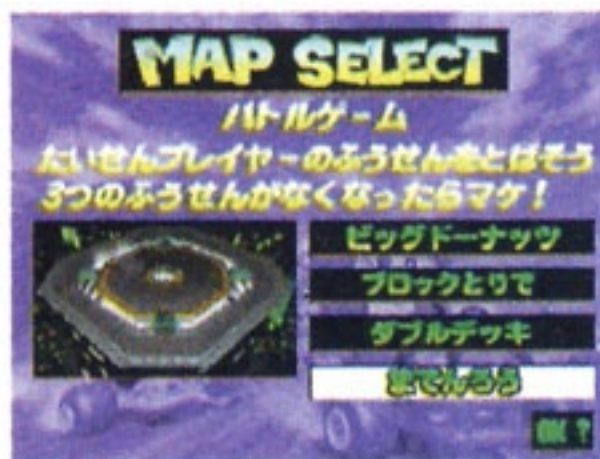 MAP SELECT
バトルゲーム
たいせんプレイヤーのふうせんをとばそう
3つのふうせんがなくなったらマケ!
ビッグドーナッツ
ブロックとりで
ダブルデッキ
まてんろう
OK ?